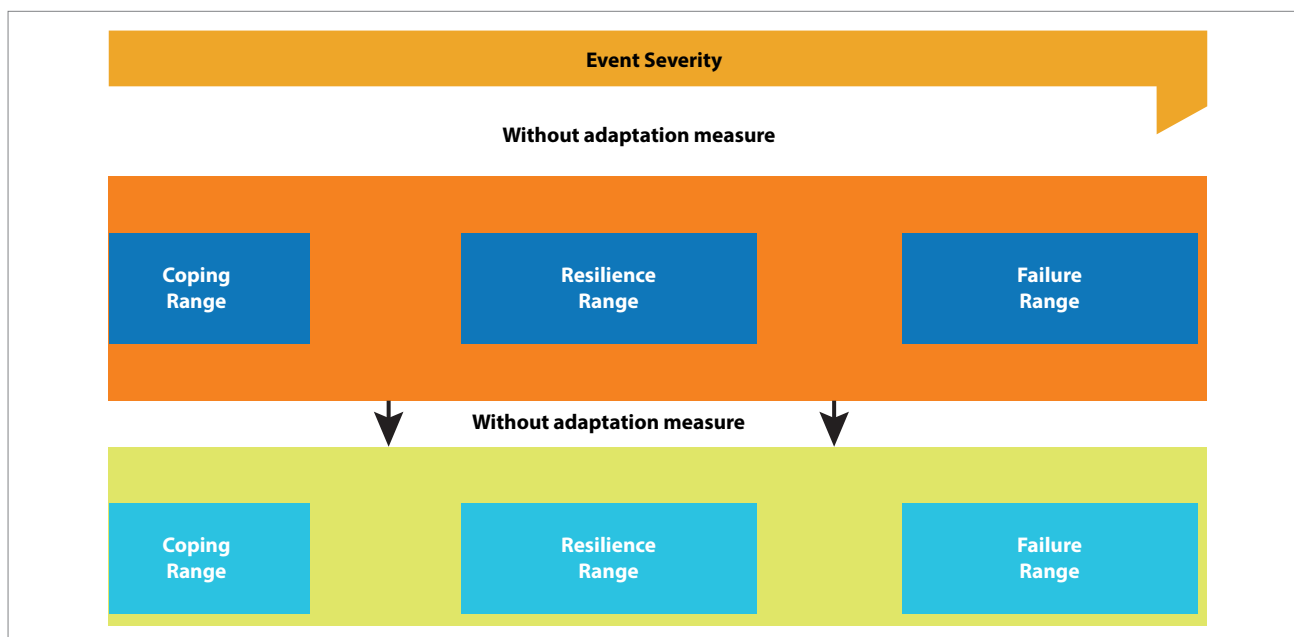 Event Severity
Without adaptation measure
Coping
Range
Resilience
Range
Failure
Range
Without adaptation measure
Coping
Range
Resilience
Range
Failure
Range